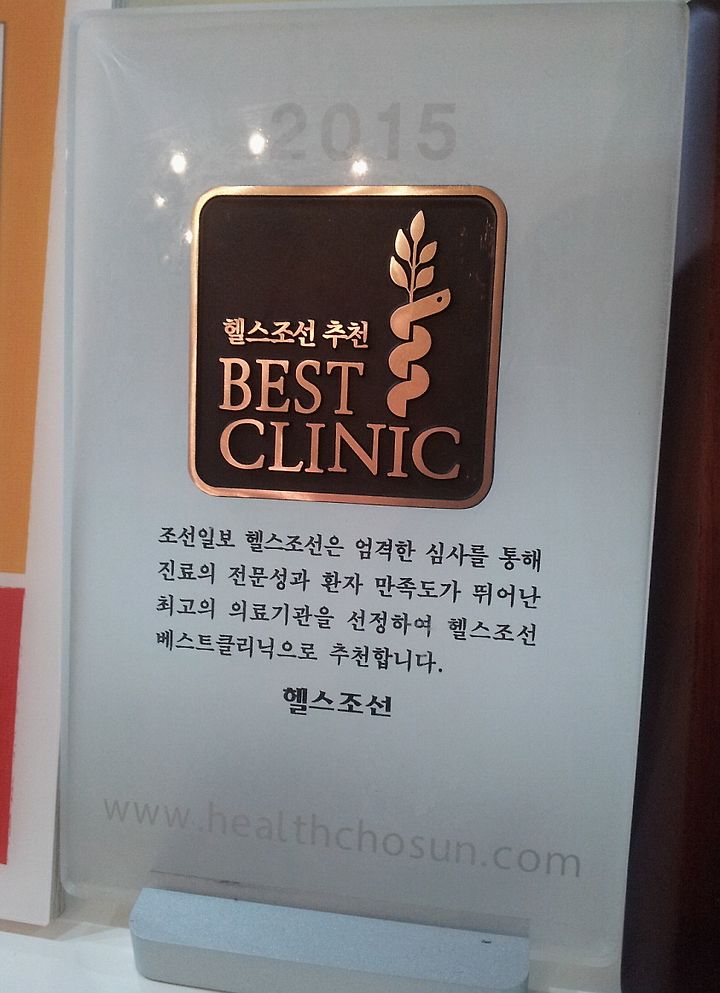 2015
헬스조선 추천
BEST
CLINIC
조선일보 헬스조선은 엄격한 심사를 통해
진료의 전문성과 환자 만족도가 뛰어난
최고의 의료기관을 선정하여 헬스조선
베스트클리닉으로 추천합니다.
헬스조선
www.healthchosun.com